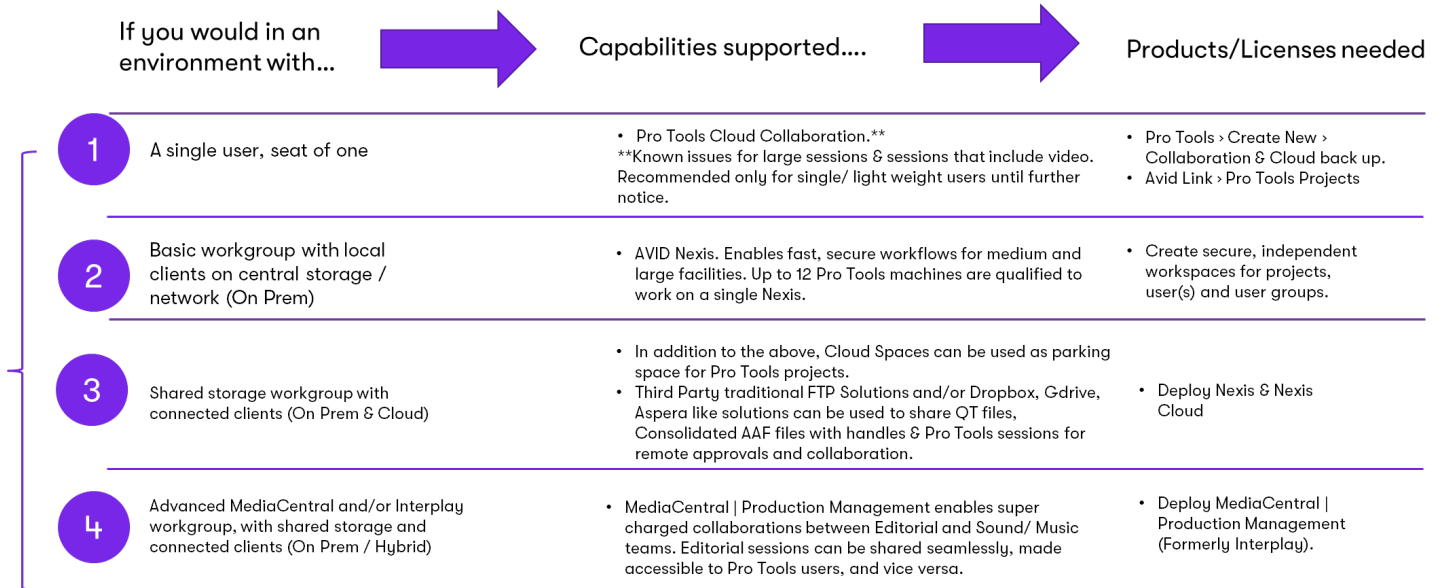 If you would in an
environment with...
Capabilities supported....
Products/Licenses needed
1
A single user, seat of one
• Pro Tools Cloud Collaboration.**
**Known issues for large sessions & sessions that include video.
Recommended only for single/ light weight users until further
notice.
• Pro Tools › Create New ›
Collaboration & Cloud back up.
• Avid Link › Pro Tools Projects
2
Basic workgroup with local
clients on central storage /
network (On Prem)
• AVID Nexis. Enables fast, secure workflows for medium and
large facilities. Up to 12 Pro Tools machines are qualified to
work on a single Nexis.
• Create secure, independent
workspaces for projects,
user(s) and user groups.
3
Shared storage workgroup with
connected clients (On Prem & Cloud)
• In addition to the above, Cloud Spaces can be used as parking
space for Pro Tools projects.
• Third Party traditional FTP Solutions and/or Dropbox, Gdrive,
Aspera like solutions can be used to share QT files,
Consolidated AAF files with handles & Pro Tools sessions for
remote approvals and collaboration.
• Deploy Nexis & Nexis
Cloud
4
Advanced MediaCentral and/or Interplay
workgroup, with shared storage and
connected clients (On Prem / Hybrid)
• MediaCentral | Production Management enables super
charged collaborations between Editorial and Sound/ Music
teams. Editorial sessions can be shared seamlessly, made
accessible to Pro Tools users, and vice versa.
• Deploy MediaCentral |
Production Management
(Formerly Interplay).